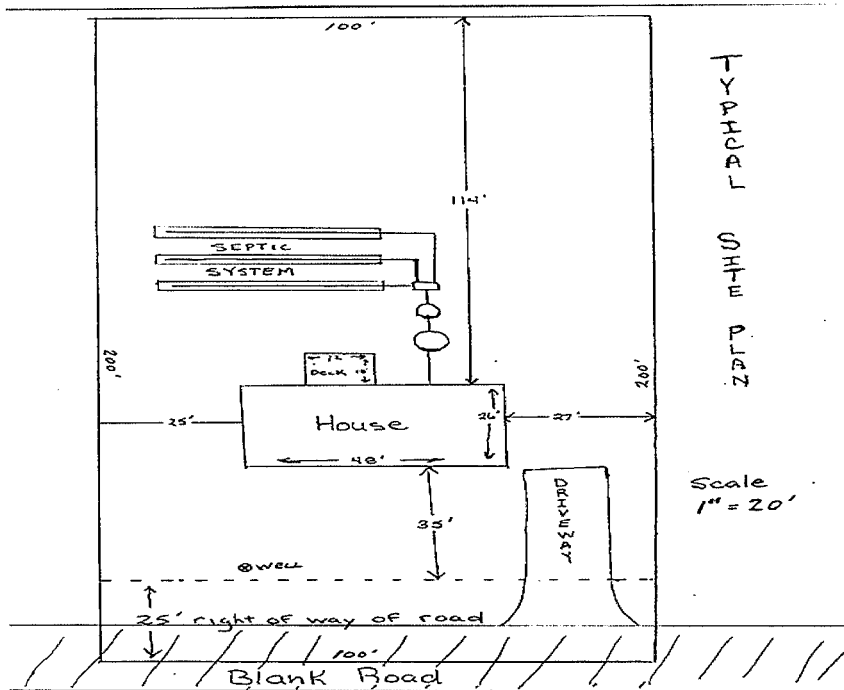 100'
TYPICAL SITE PLAN
114'
SEPTIC
SYSTEM
200'
200'
12
Deck 10
25'
House
26'
27'
48'
Scale
1" = 20'
DRIVEWAY
35'
WELL
25' right of way of road
100'
Blank Road